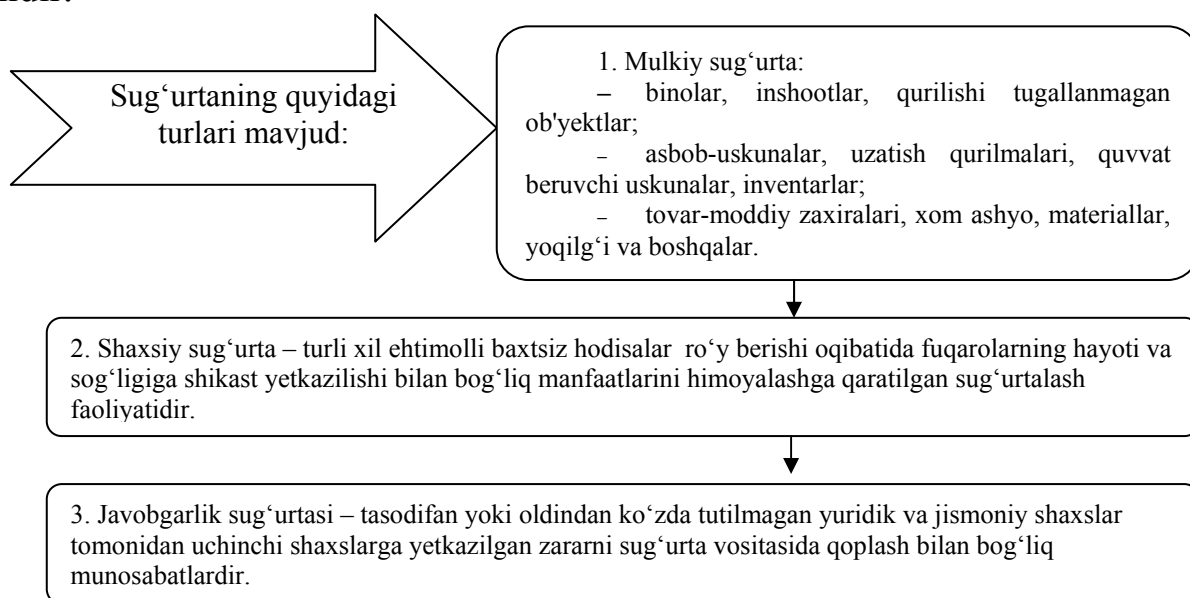 Sug‘urtaning quyidagi
turlari mavjud:
1. Mulkiy sug‘urta:
– binolar, inshootlar, qurilishi tugallanmagan
ob'yektlar;
– asbob-uskunalar, uzatish qurilmalari, quvvat
beruvchi uskunalar, inventarlar;
– tovar-moddiy zaxiralari, xom ashyo, materiallar,
yoqilg‘i va boshqalar.
2. Shaxsiy sug‘urta – turli xil ehtimolli baxtsiz hodisalar ro‘y berishi oqibatida fuqarolarning hayoti va
sog‘ligiga shikast yetkazilishi bilan bog‘liq manfaatlarini himoyalashga qaratilgan sug‘urtalash
faoliyatidir.
3. Javobgarlik sug‘urtasi – tasodifan yoki oldindan ko‘zda tutilmagan yuridik va jismoniy shaxslar
tomonidan uchinchi shaxslarga yetkazilgan zararni sug‘urta vositasida qoplash bilan bog‘liq
munosabatlardir.